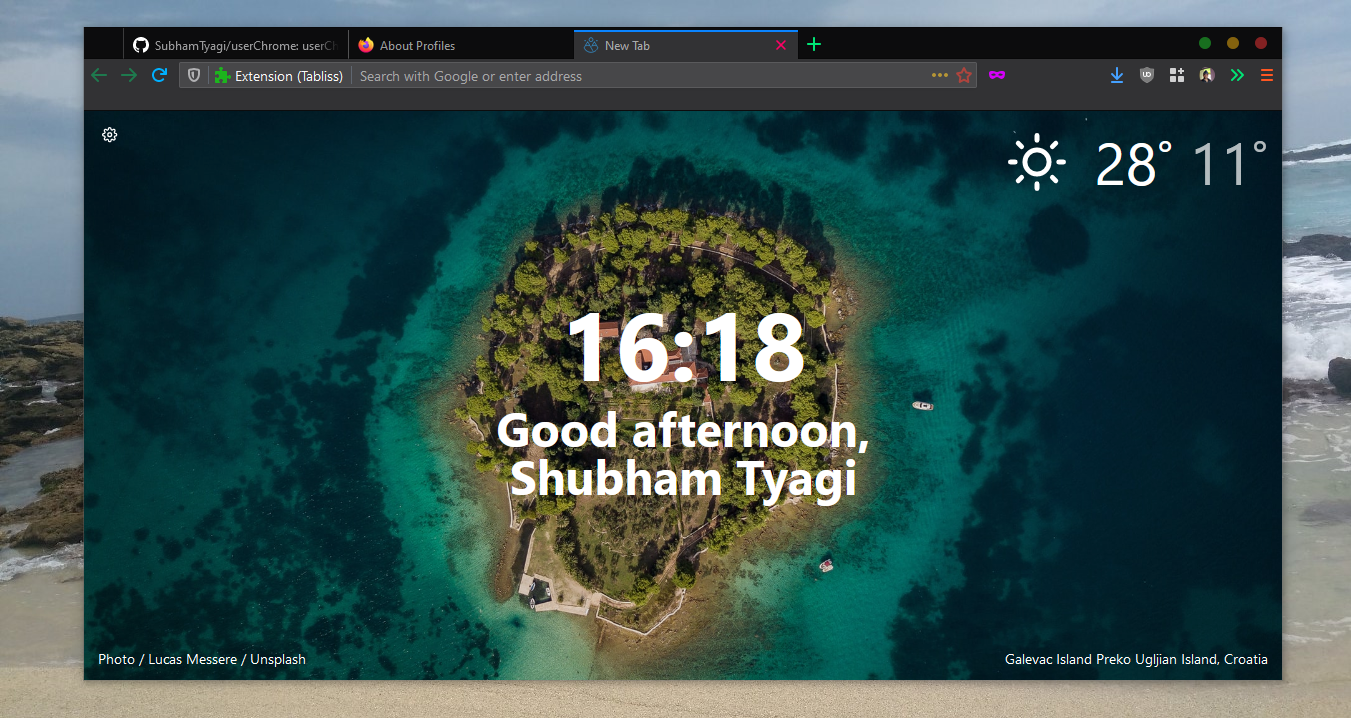 SubhamTyagi/userChrome: userCh
About Profiles
New Tab
Extension (Tabliss)
Search with Google or enter address
28° 11°
16:18
Good afternoon,
Shubham Tyagi
Photo / Lucas Messere / Unsplash
Galevac Island Preko Ugljian Island, Croatia